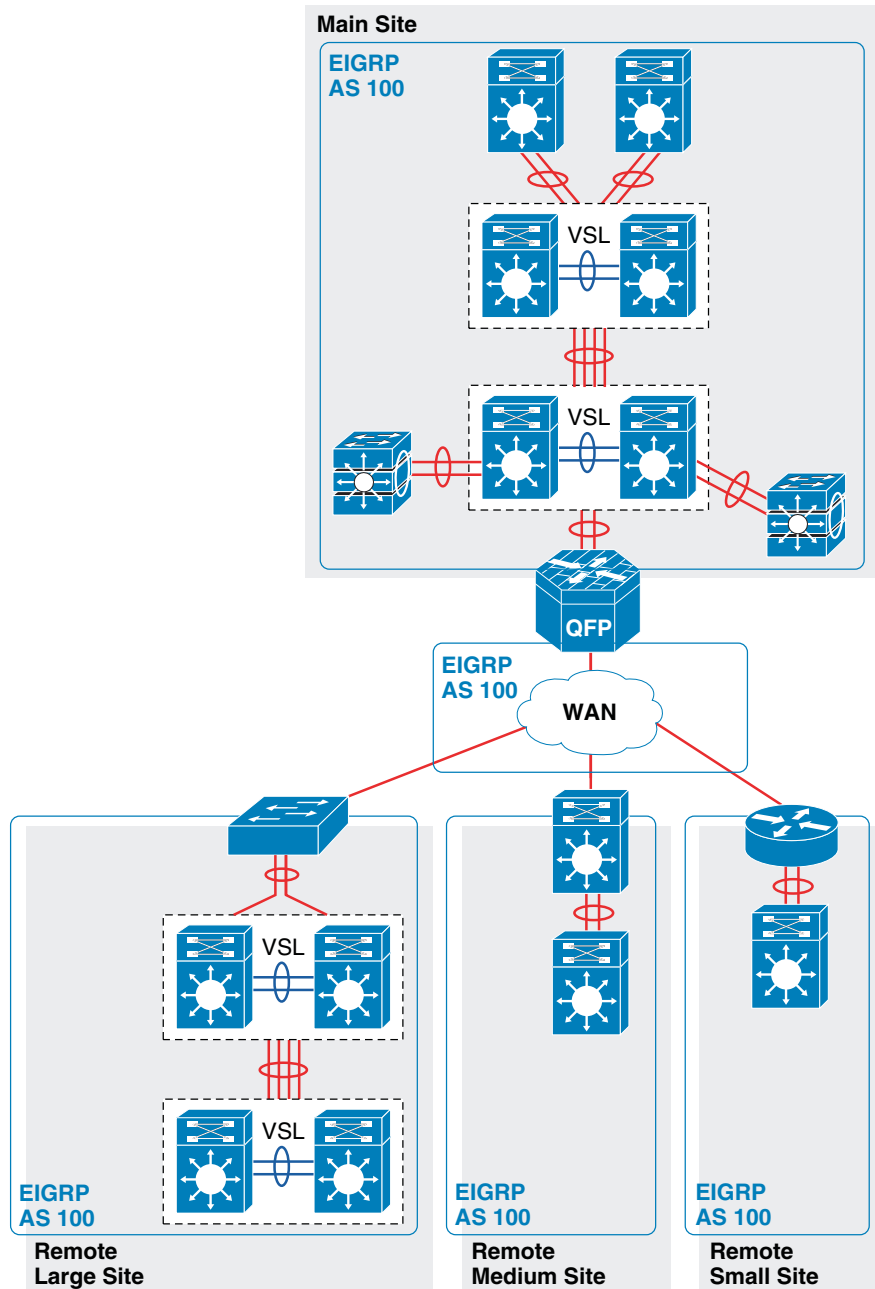 Main Site
EIGRP
AS 100
VSL
VSL
QFP
EIGRP
AS 100
WAN
VSL
VSL
EIGRP
AS 100
EIGRP
AS 100
EIGRP
AS 100
Remote
Large Site
Remote
Medium Site
Remote
Small Site